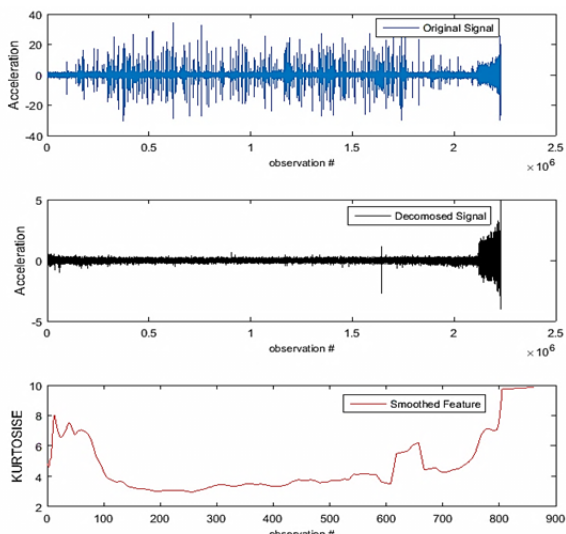 40
Original Signal
20
0
-20
-40
Acceleration
0 0.5 1 1.5 2 2.5
observation #
×10^6
5
Decomosed Signal
0
-5
Acceleration
0 0.5 1 1.5 2 2.5
observation #
×10^6
10
Smoothed Feature
8
6
4
2
KURTOSISE
0 100 200 300 400 500 600 700 800 900
observation #